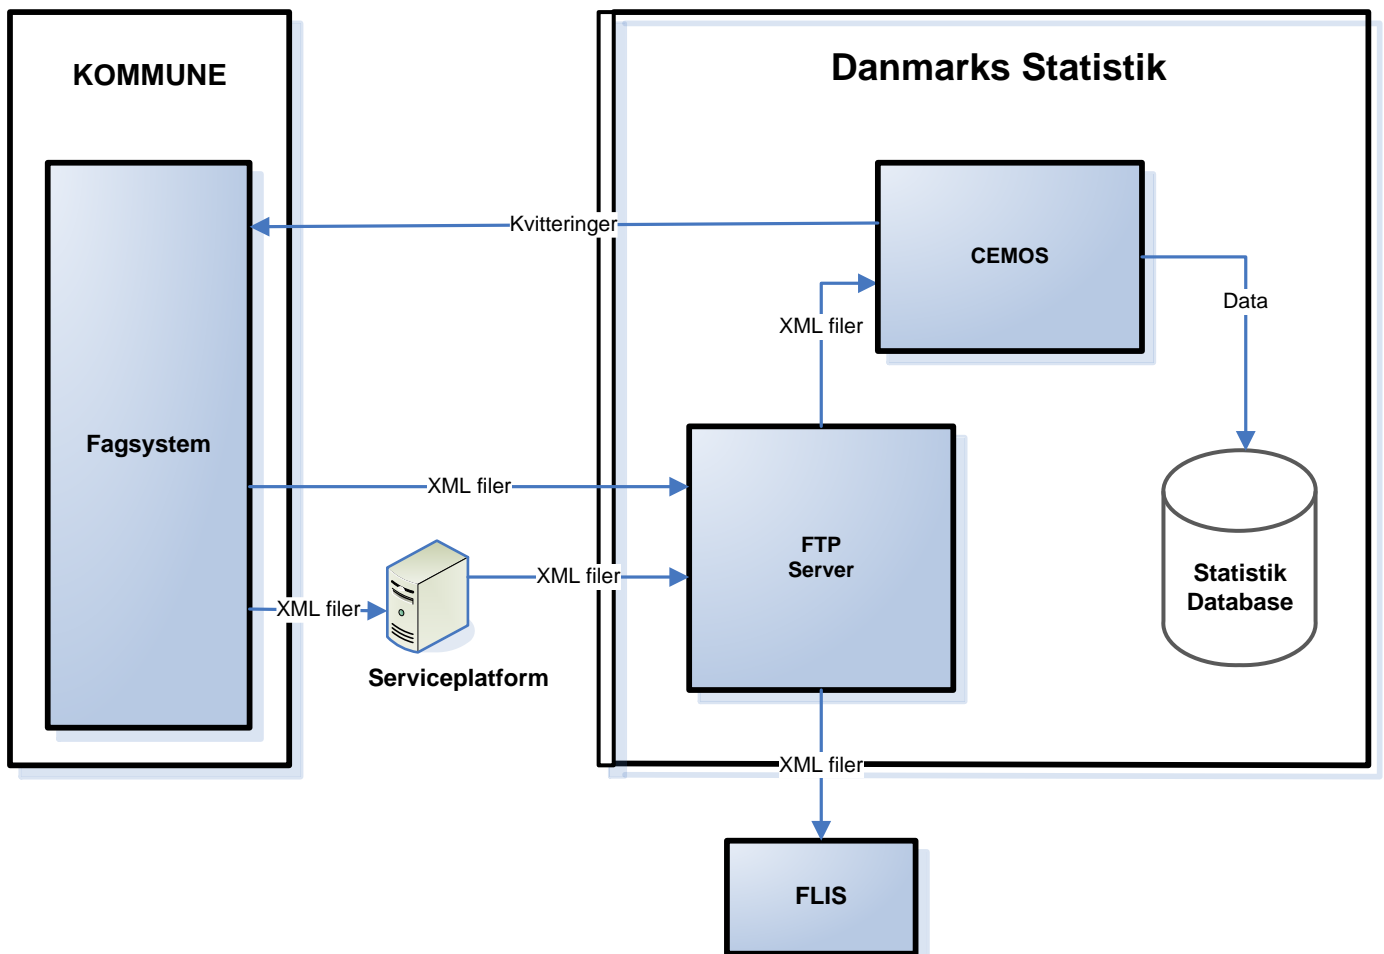 KOMMUNE
Danmarks Statistik
Kvitteringer
CEMOS
Data
XML filer
Fagsystem
XML filer
FTP
Server
XML filer
XML filer
Statistik
Database
Serviceplatform
XML filer
FLIS